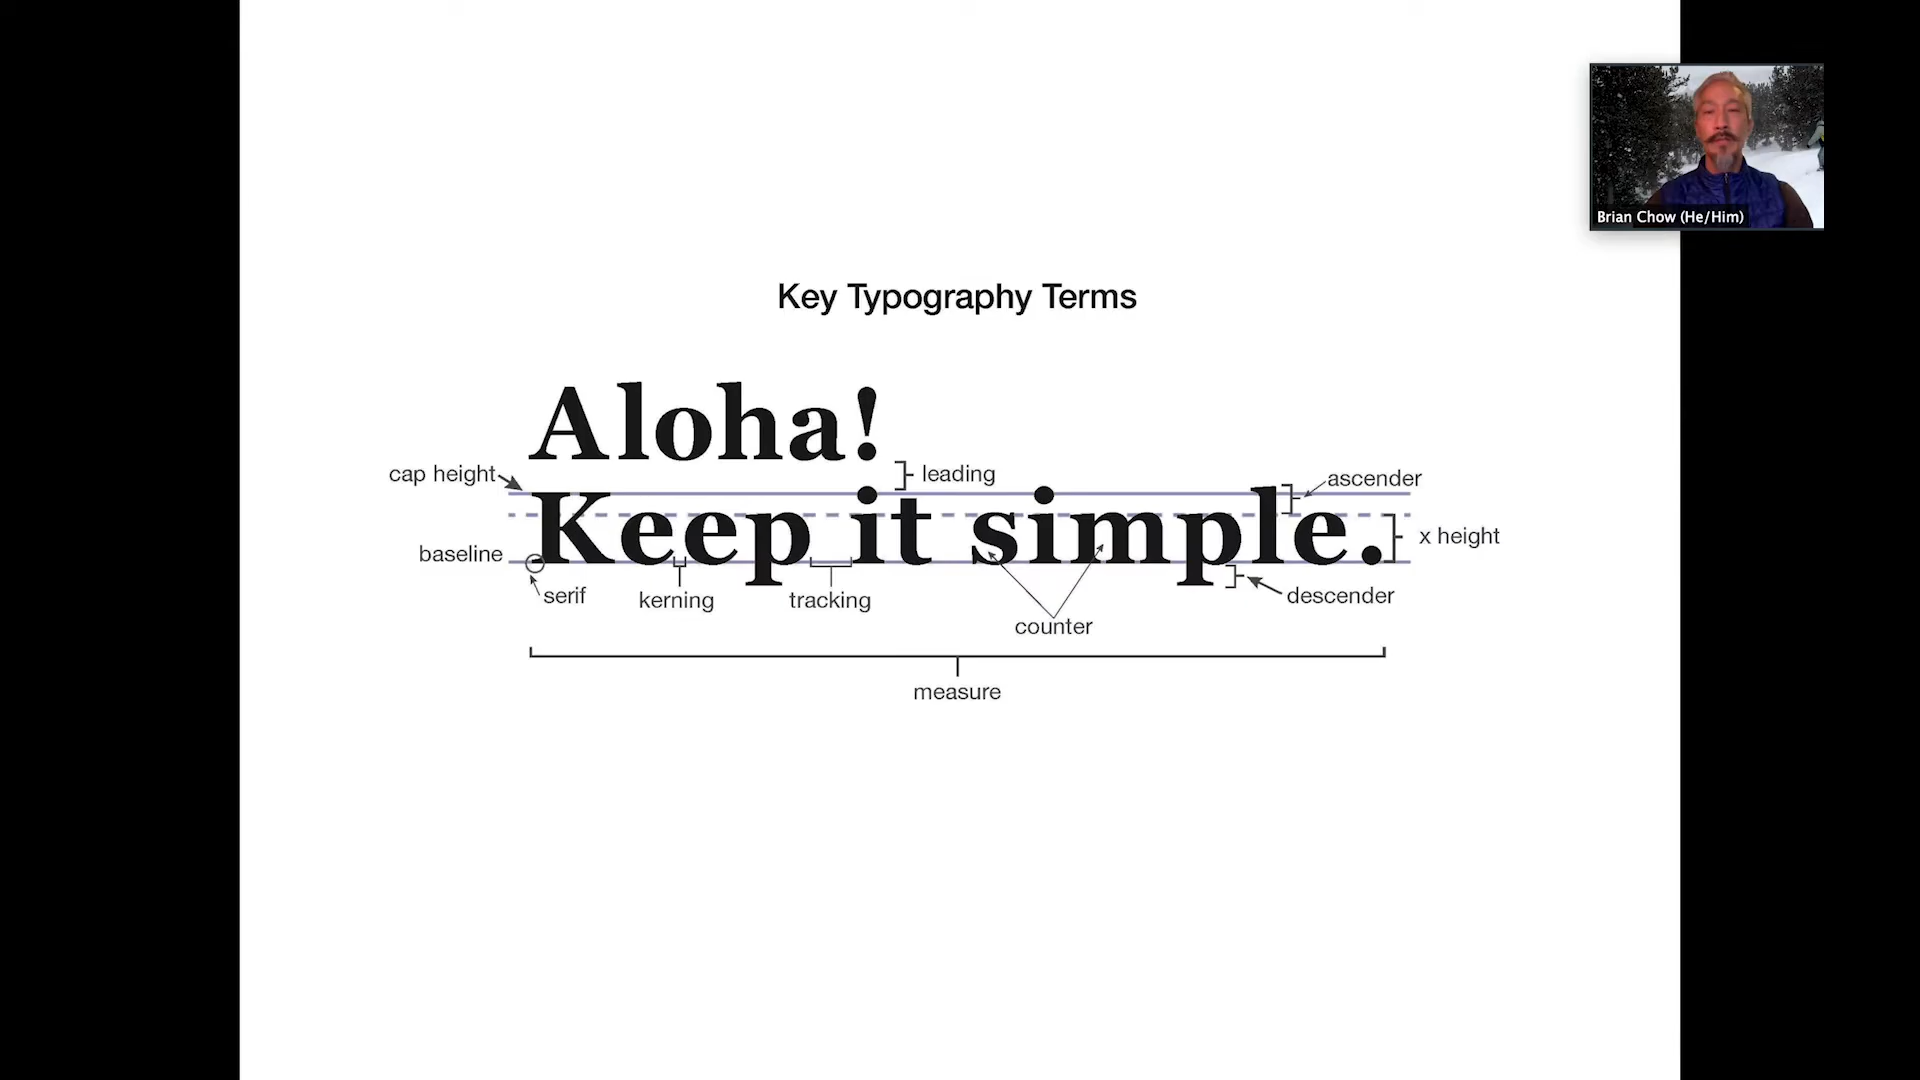 Brian Chow (He/Him)
Key Typography Terms
Aloha!
cap height
leading
ascender
Keep it simple.
x height
baseline
serif
kerning
tracking
descender
counter
measure